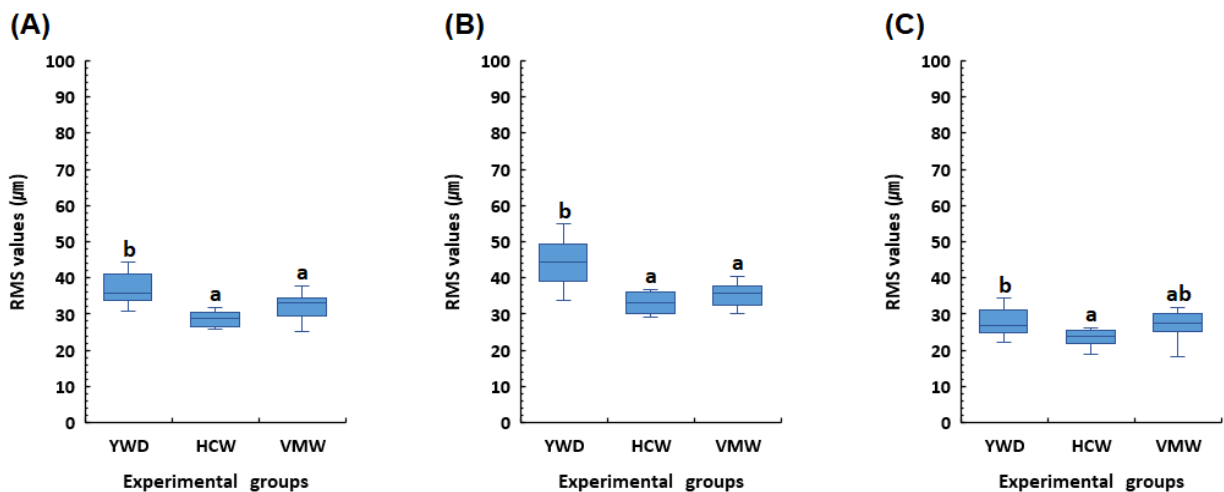 (A)
RMS values (㎛)
100
90
80
70
60
50
40
30
20
10
0
b
a
a
YWD HCW VMW
Experimental groups
(B)
RMS values (㎛)
100
90
80
70
60
50
40
30
20
10
0
b
a
a
YWD HCW VMW
Experimental groups
(C)
RMS values (㎛)
100
90
80
70
60
50
40
30
20
10
0
b
a
ab
YWD HCW VMW
Experimental groups